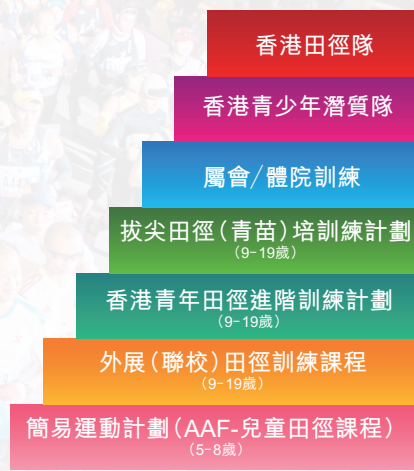 香港田徑隊
香港青少年潛質隊
屬會/體院訓練
拔尖田徑(青苗)培訓練計劃
(9-19歲)
香港青年田徑進階訓練計劃
(9-19歲)
外展(聯校)田徑訓練課程
(9-19歲)
簡易運動計劃(AAF-兒童田徑課程)
(5-8歲)